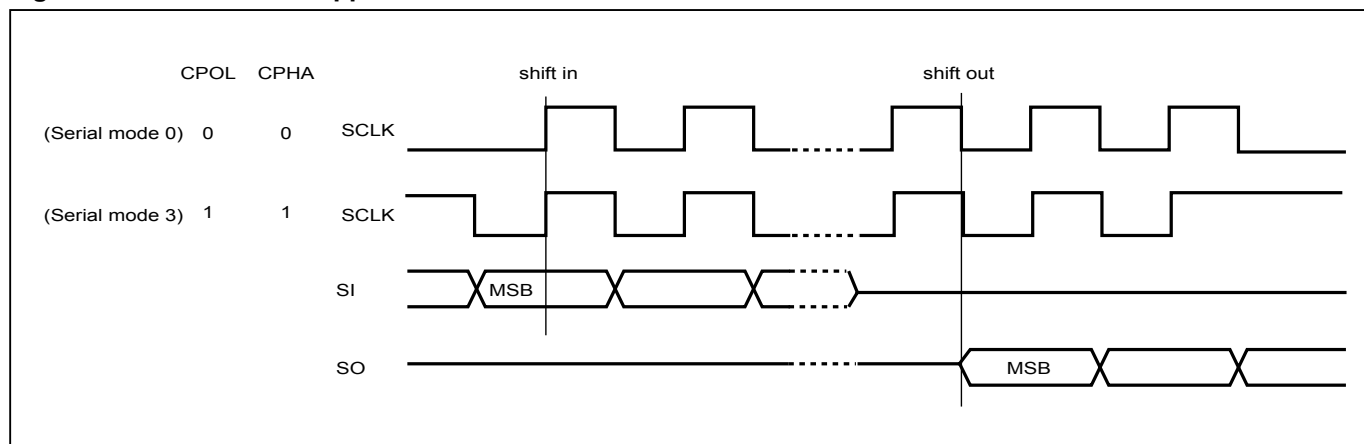 CPOL CPHA shift in shift out
(Serial mode 0) 0 0 SCLK
(Serial mode 3) 1 1 SCLK
SI MSB
SO MSB